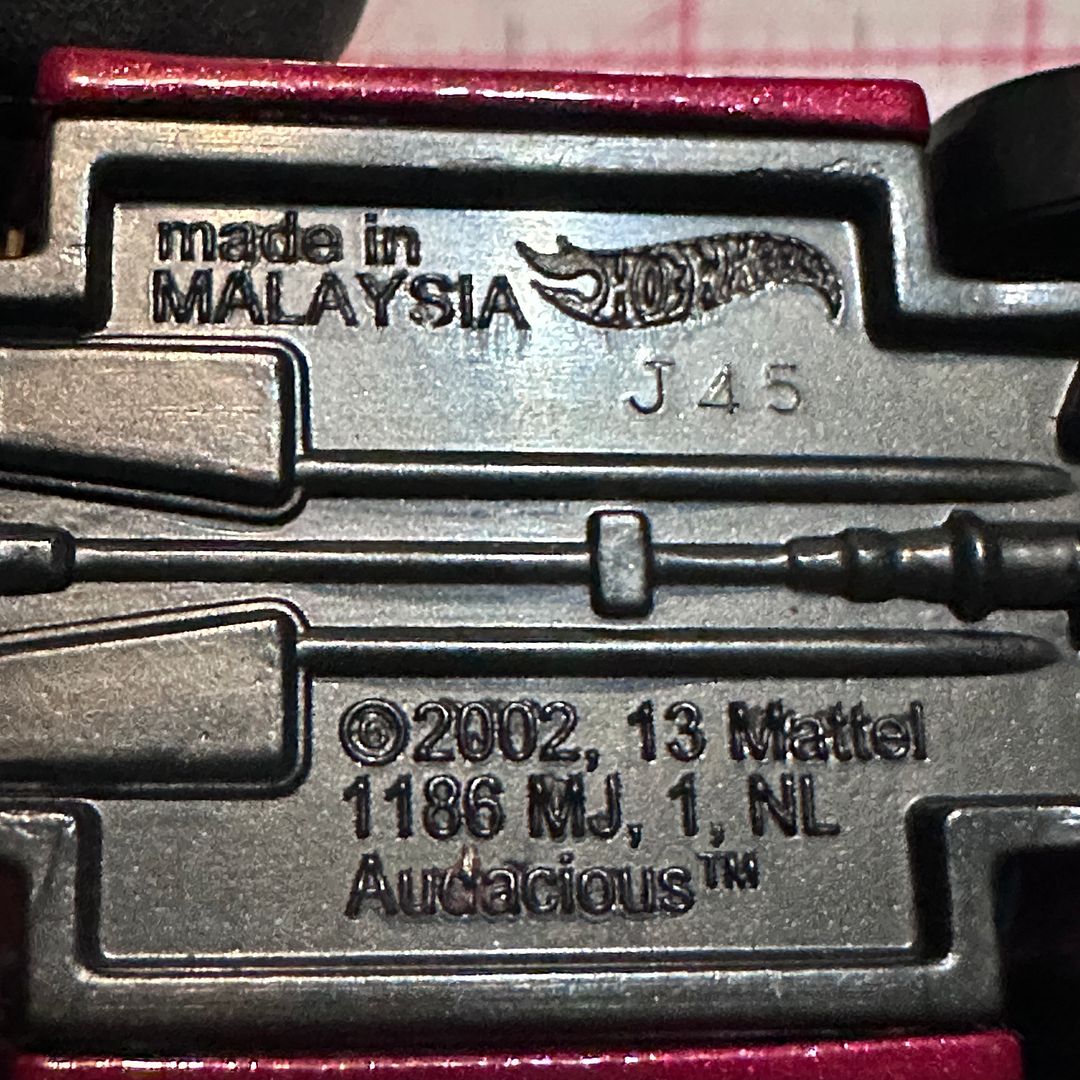 made in
MALAYSIA
HOT WHEELS
J45
©2002, 13 Mattel
1186 MJ, 1, NL
Audacious™